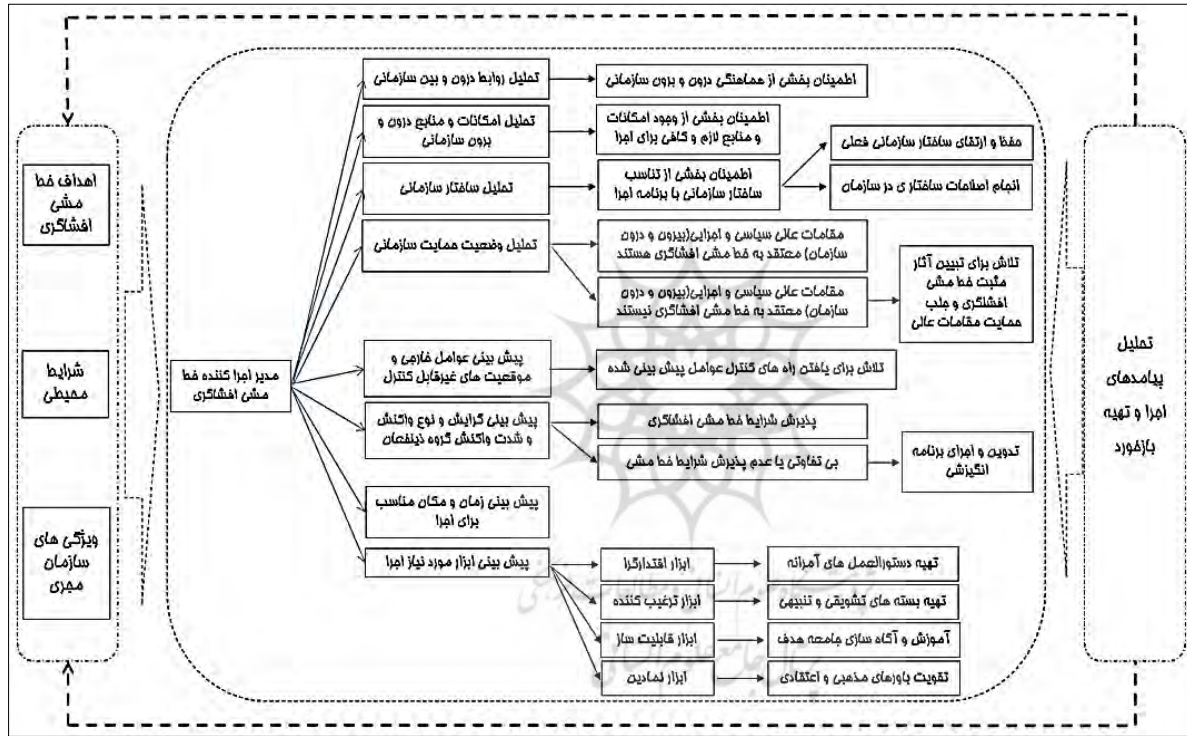 تحلیل روابط درون و بین سازمانی
اطمینان بخشی از هماهنگی درون و برون سازمانی
تحلیل امکانات و منابع درون و
برون سازمانی
اطمینان بخشی از وجود امکانات
و منابع لازم و کافی برای اجرا
تحلیل ساختار سازمانی
اطمینان بخشی از تناسب
ساختار سازمانی با برنامه اجرا
حفظ و ارتقای ساختار سازمانی فعلی
انجام اصلاحات ساختار ی در سازمان
تحلیل وضعیت حمایت سازمانی
مقامات عالی سیاسی و اجرایی(بیرون و درون
سازمان) معتقد به خط مشی افشاگری هستند
مقامات عالی سیاسی و اجرایی(بیرون و درون
سازمان) معتقد به خط مشی افشاگری نیستند
تلاش برای تبیین آثار
مثبت خط مشی
افشاگری و جلب
حمایت مقامات عالی
اهداف خط
مشی
افشاگری
شرایط
محیطی
ویژگی های
سازمان
مجری
مدیر اجرا کننده خط
مشی افشاگری
پیش بینی عوامل خارجی و
موقعیت های غیرقابل کنترل
تلاش برای یافتن راه های کنترل عوامل پیش بینی شده
پیش بینی گرایش و نوع واکنش
و شدت واکنش گروه ذینفعان
پذیرش شرایط خط مشی افشاگری
بی تفاوتی یا عدم پذیرش شرایط خط مشی
تدوین و اجرای برنامه
انگیزشی
پیش بینی زمان و مکان مناسب
برای اجرا
پیش بینی ابزار مورد نیاز اجرا
ابزار اقتدارگرا
تهیه دستورالعمل های آمرانه
ابزار ترغیب کننده
تهیه بسته های تشویقی و تنبیهی
ابزار قابلیت ساز
آموزش و آگاه سازی جامعه هدف
ابزار نمادین
تقویت باورهای مذهبی و اعتقادی
تحلیل
پیامدهای
اجرا و تهیه
بازخورد
پرتال جامع علوم انسانی